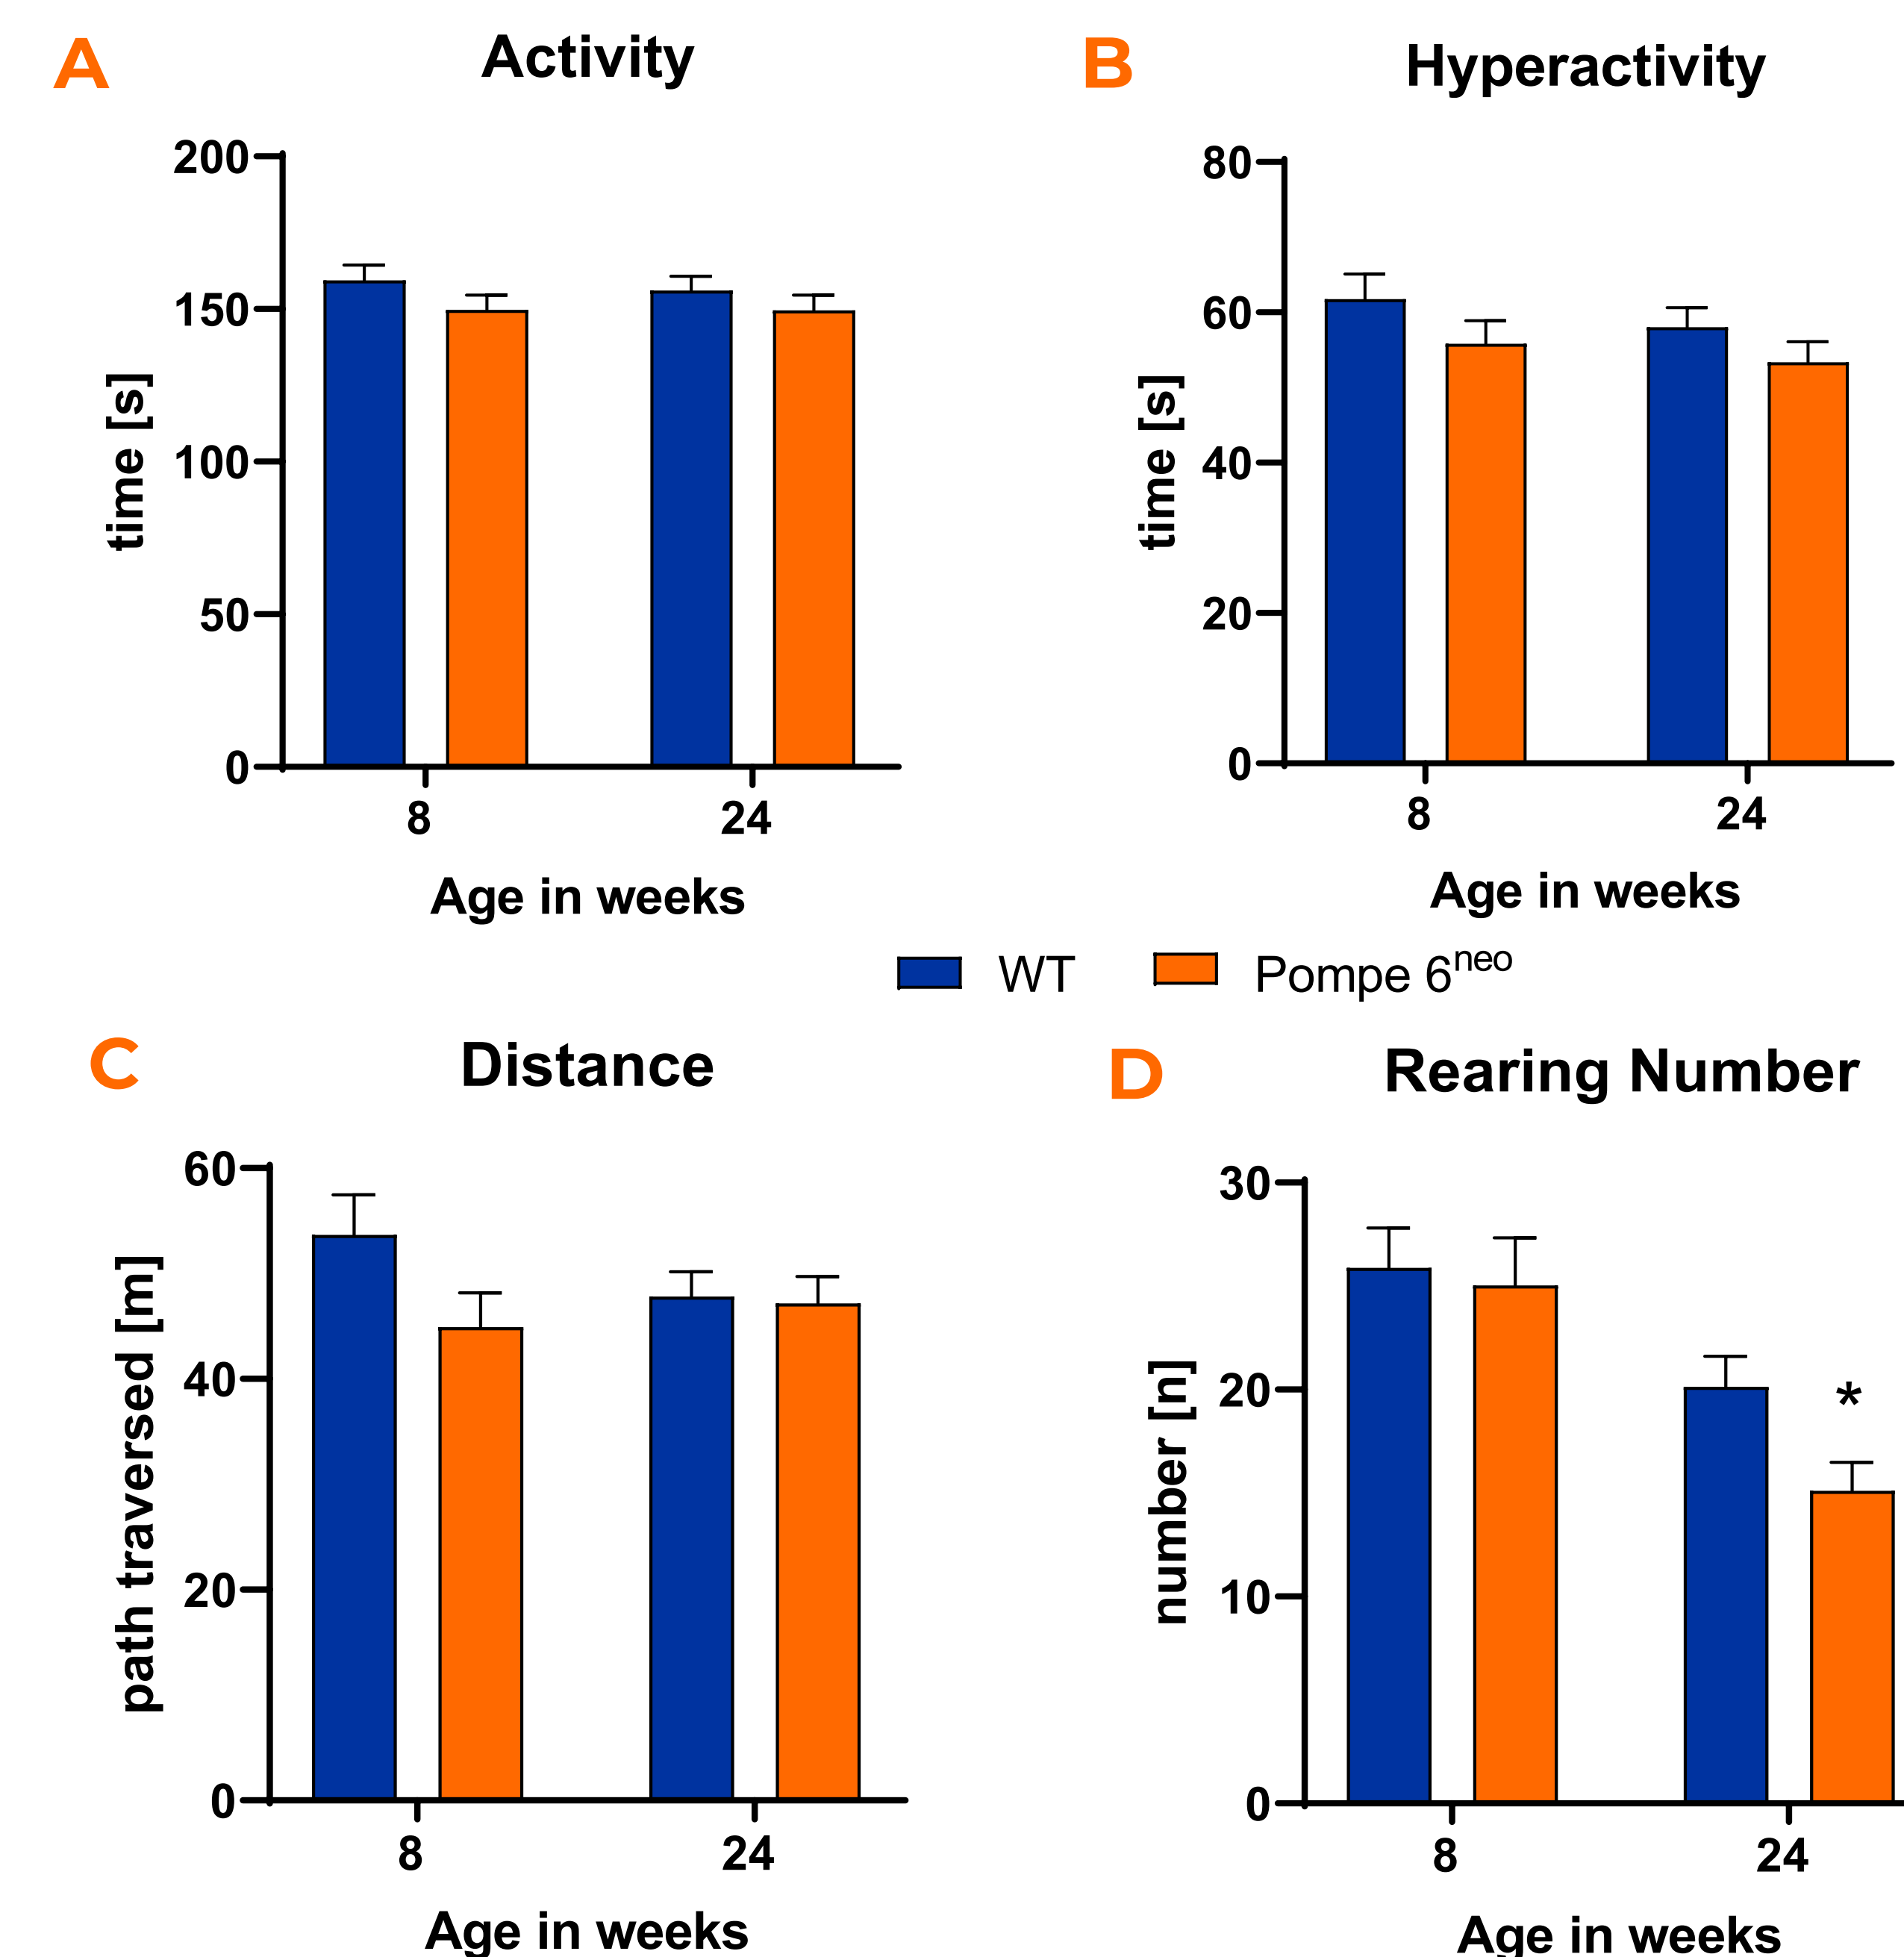 A
Activity
200
150
100
50
0
time [s]
8
24
Age in weeks
B
Hyperactivity
80
60
40
20
0
time [s]
8
24
Age in weeks
WT
Pompe 6neo
C
Distance
60
40
20
0
path traversed [m]
8
24
Age in weeks
D
Rearing Number
30
20
10
0
number [n]
*
8
24
Age in weeks